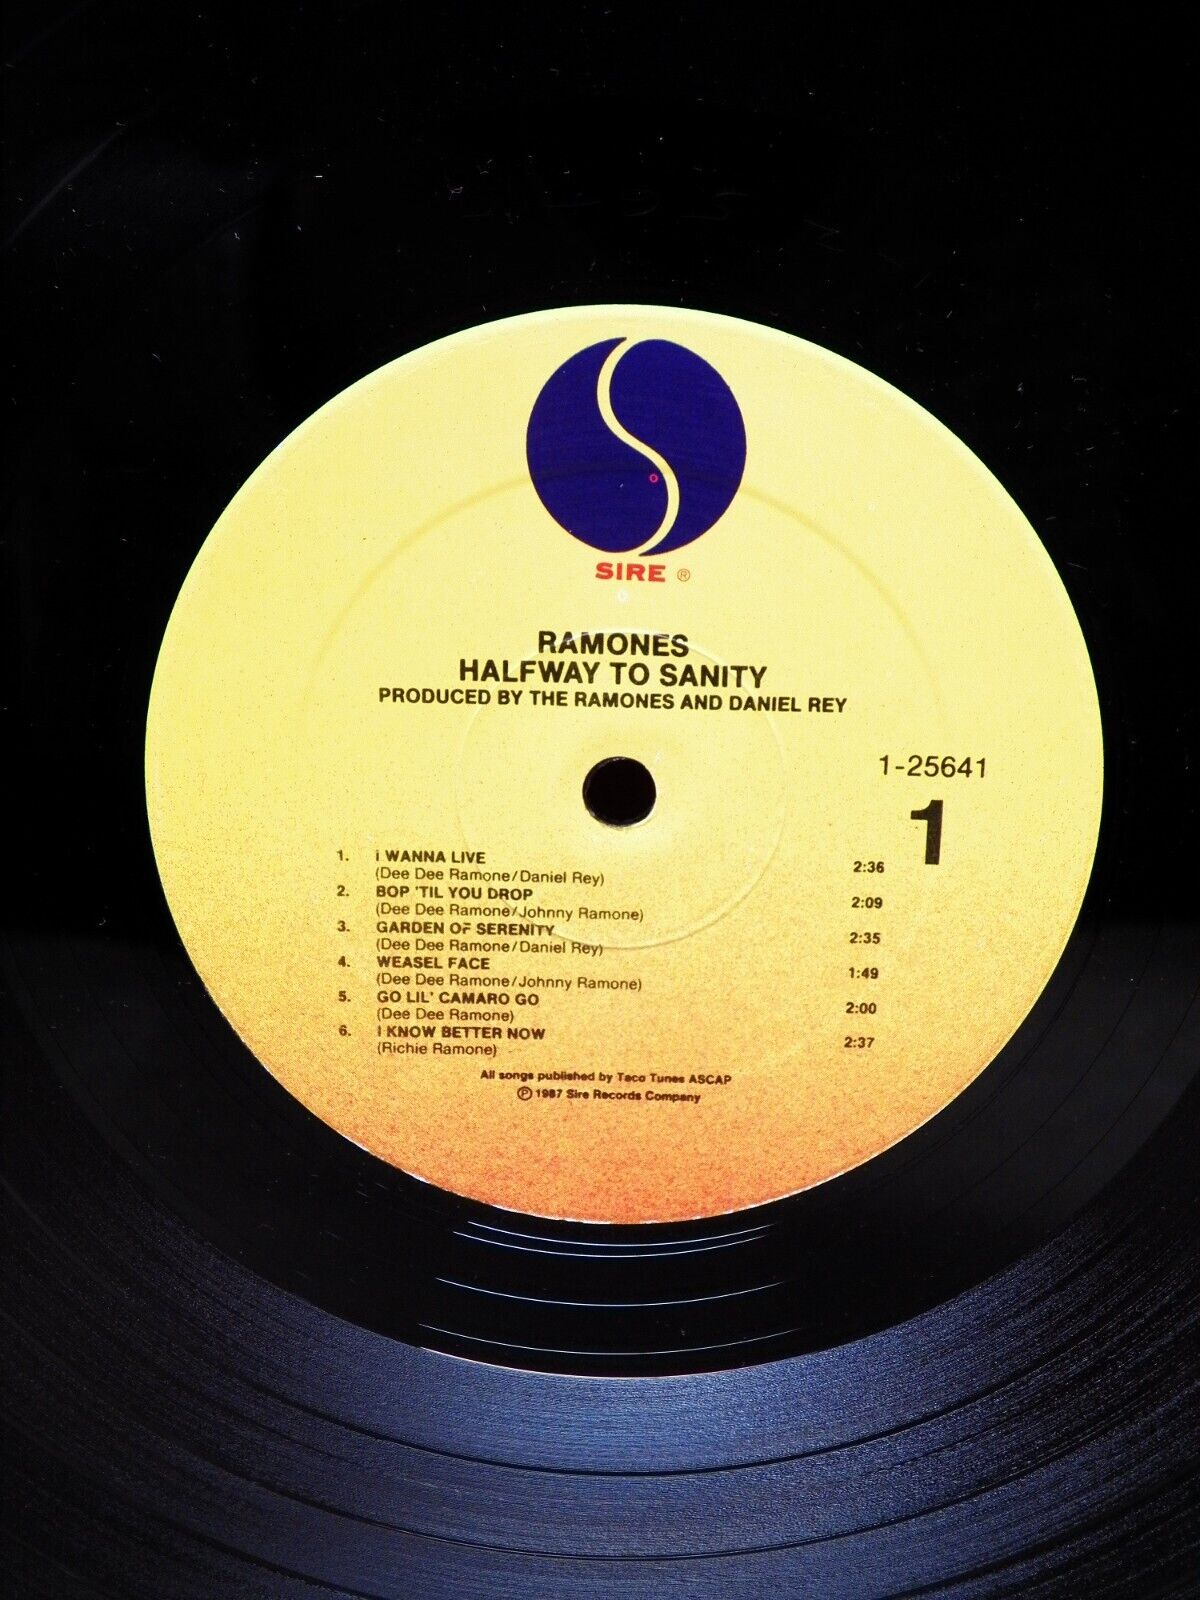 SIRE ®
RAMONES
HALFWAY TO SANITY
PRODUCED BY THE RAMONES AND DANIEL REY
1-25641
1
1. I WANNA LIVE
(Dee Dee Ramone/Daniel Rey) 2:36
2. BOP 'TIL YOU DROP
(Dee Dee Ramone/Johnny Ramone) 2:09
3. GARDEN OF SERENITY
(Dee Dee Ramone/Daniel Rey) 2:35
4. WEASEL FACE
(Dee Dee Ramone/Johnny Ramone) 1:49
5. GO LIL' CAMARO GO
(Dee Dee Ramone) 2:00
6. I KNOW BETTER NOW
(Richie Ramone) 2:37
All songs published by Taco Tunes ASCAP
℗ 1987 Sire Records Company